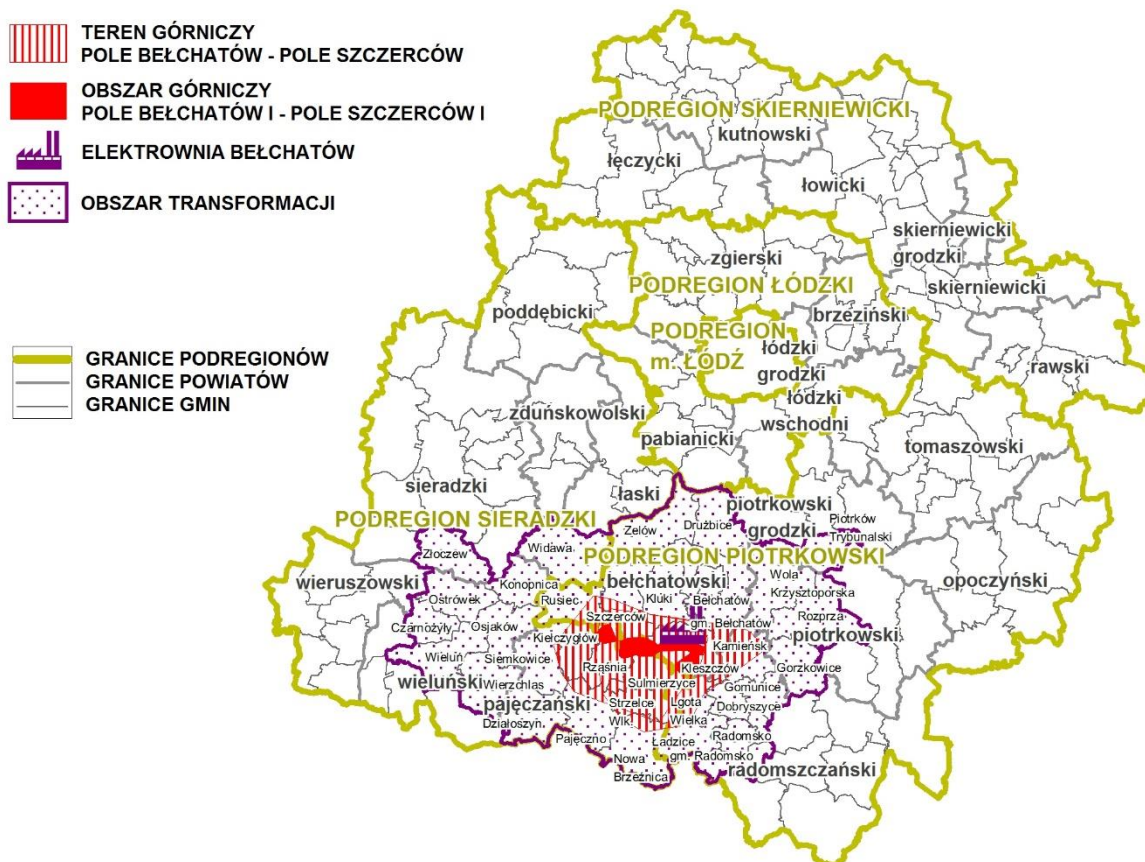 TEREN GÓRNICZY
POLE BEŁCHATÓW - POLE SZCZERCÓW
OBSZAR GÓRNICZY
POLE BEŁCHATÓW I - POLE SZCZERCÓW I
ELEKTROWNIA BEŁCHATÓW
OBSZAR TRANSFORMACJI
GRANICE PODREGIONÓW
GRANICE POWIATÓW
GRANICE GMIN
PODREGION SKIERNIEWICKI
kutnowski
łęczycki
łowicki
skierniewicki
grodzki
skierniewicki
zgierski
PODREGION ŁÓDZKI
poddębicki
brzeziński
PODREGION
m. ŁÓDŹ
łódzki
grodzki
rawski
łódzki
wschodni
zduńskowolski
pabianicki
tomaszowski
sieradzki
łaski
piotrkowski
grodzki
Piotrków
Trybunalski
PODREGION SIERADZKI
Zelów
Drużbice
Złoczew
Widawa
PODREGION PIOTRKOWSKI
wieruszowski
Konopnica
bełchatowski
Wola
Krzysztoporska
opoczyński
Ostrówek
Rusiec
Kluki
Bełchatów
Szczerców
gm. Bełchatów
Rozprza
Czarnożyły
Osjaków
Kiełczygłów
Kamieńsk
piotrkowski
Wieluń
Siemkowice
Rząśnia
Kleszczów
Gorzkowice
wieluński
Wierzchlas
Sulmierzyce
Gomunice
pajęczański
Strzelce
Wlk.
Lgota
Wielka
Dobryszyce
Działoszyn
Pajęczno
Ładzice
Radomsko
gm. Radomsko
Nowa
Brzeźnica
radomszczański